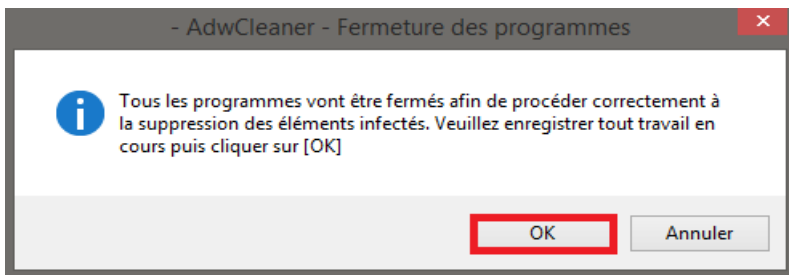 - AdwCleaner - Fermeture des programmes
Tous les programmes vont être fermés afin de procéder correctement à
la suppression des éléments infectés. Veuillez enregistrer tout travail en
cours puis cliquer sur [OK]
OK
Annuler